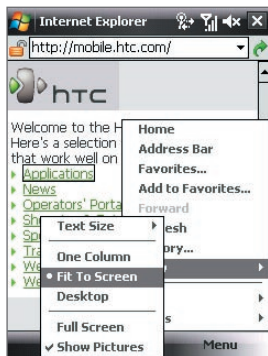 Internet Explorer
http://mobile.htc.com/
hTC
Welcome to the H
Here's a selection
that work well on
Applications
News
Operators' Porta
Home
Address Bar
Favorites...
Add to Favorites...
Forward
esh
ory...
Text Size
One Column
Fit To Screen
Desktop
Full Screen
Show Pictures
Menu